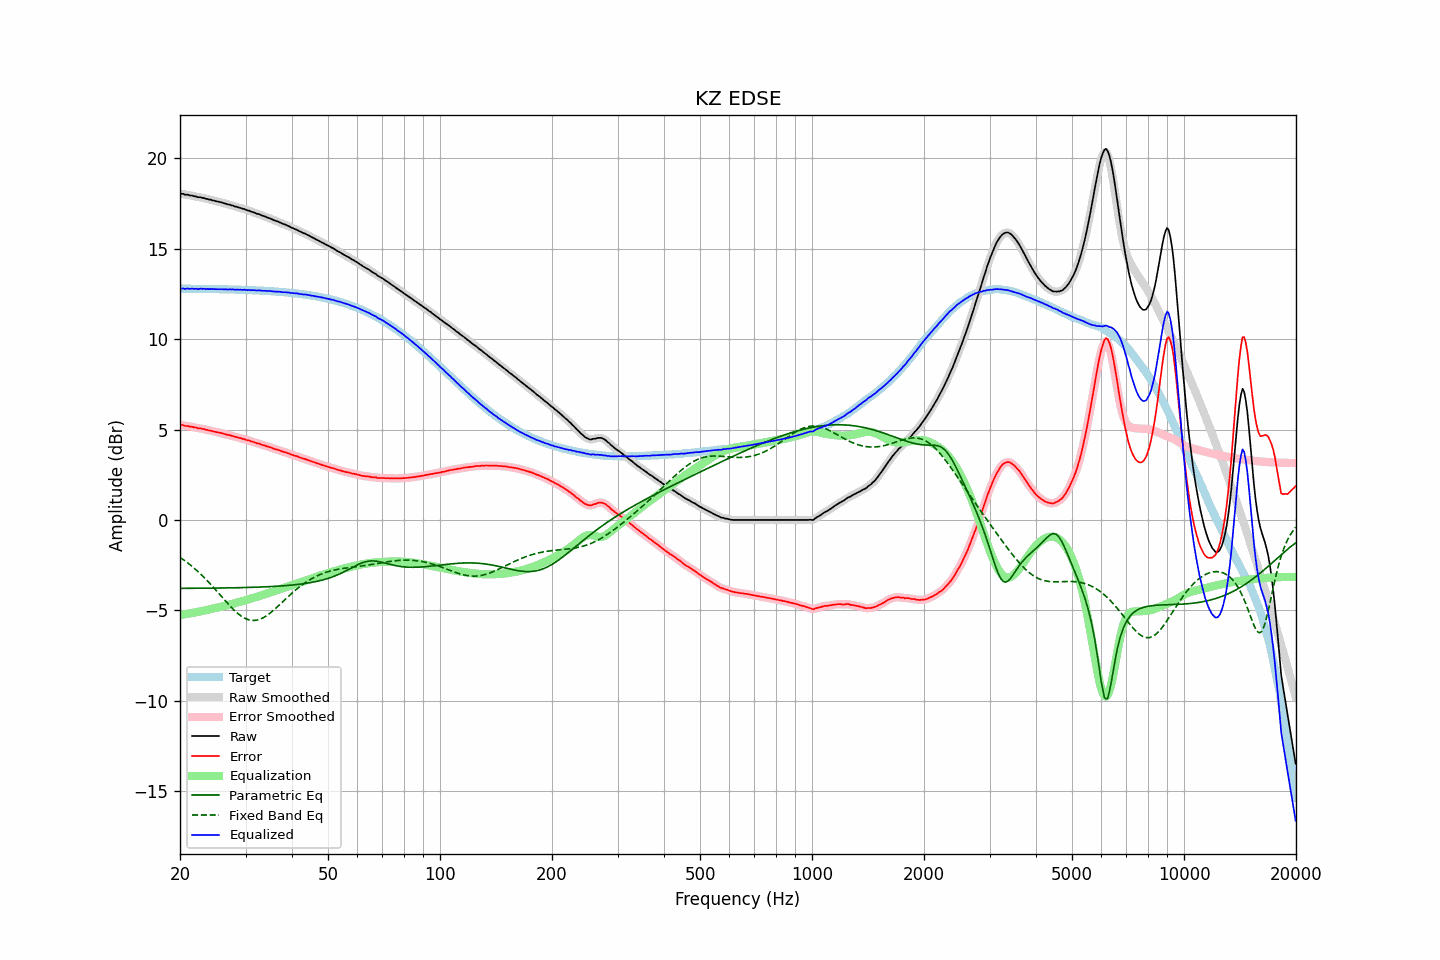 KZ EDSE
Amplitude (dBr)
20
15
10
5
0
−5
−10
−15
Target
Raw Smoothed
Error Smoothed
Raw
Error
Equalization
Parametric Eq
Fixed Band Eq
Equalized
20 50 100 200 500 1000 2000 5000 10000 20000
Frequency (Hz)